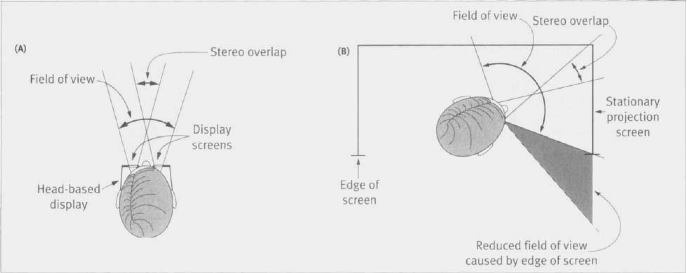 (A)
Stereo overlap
Field of view
Display
screens
Head-based
display
(B)
Field of view
Stereo overlap
Stationary
projection
screen
Edge of
screen
Reduced field of view
caused by edge of screen